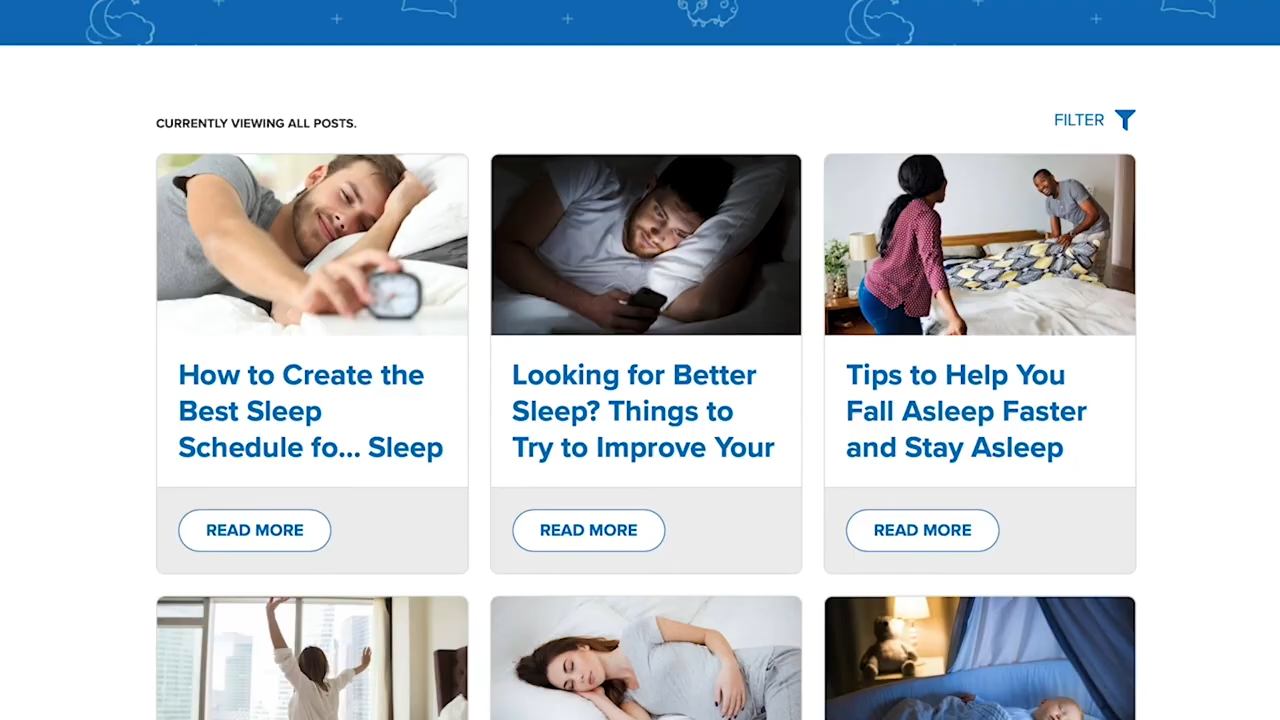 CURRENTLY VIEWING ALL POSTS.
FILTER
How to Create the
Best Sleep
Schedule fo... Sleep
READ MORE
Looking for Better
Sleep? Things to
Try to Improve Your
READ MORE
Tips to Help You
Fall Asleep Faster
and Stay Asleep
READ MORE